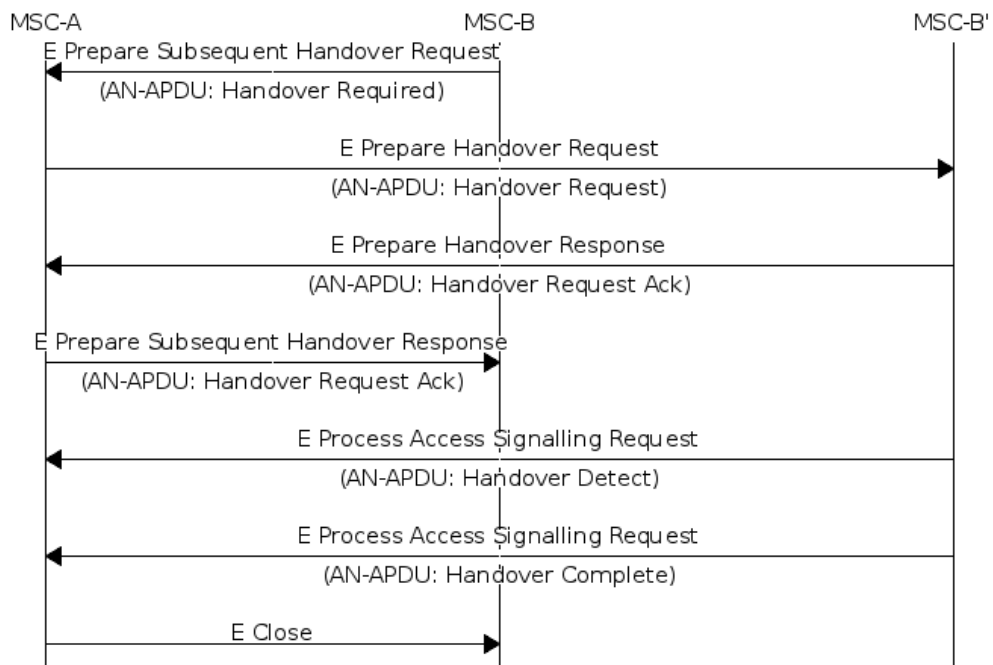 MSC-A MSC-B MSC-B'
E Prepare Subsequent Handover Request
(AN-APDU: Handover Required)
E Prepare Handover Request
(AN-APDU: Handover Request)
E Prepare Handover Response
(AN-APDU: Handover Request Ack)
E Prepare Subsequent Handover Response
(AN-APDU: Handover Request Ack)
E Process Access Signalling Request
(AN-APDU: Handover Detect)
E Process Access Signalling Request
(AN-APDU: Handover Complete)
E Close